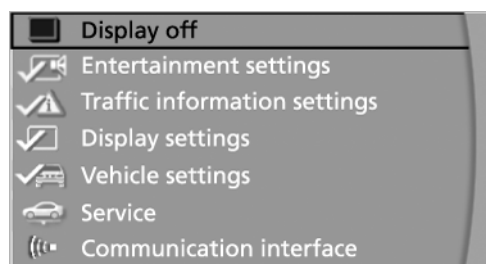 Display off
Entertainment settings
Traffic information settings
Display settings
Vehicle settings
Service
Communication interface